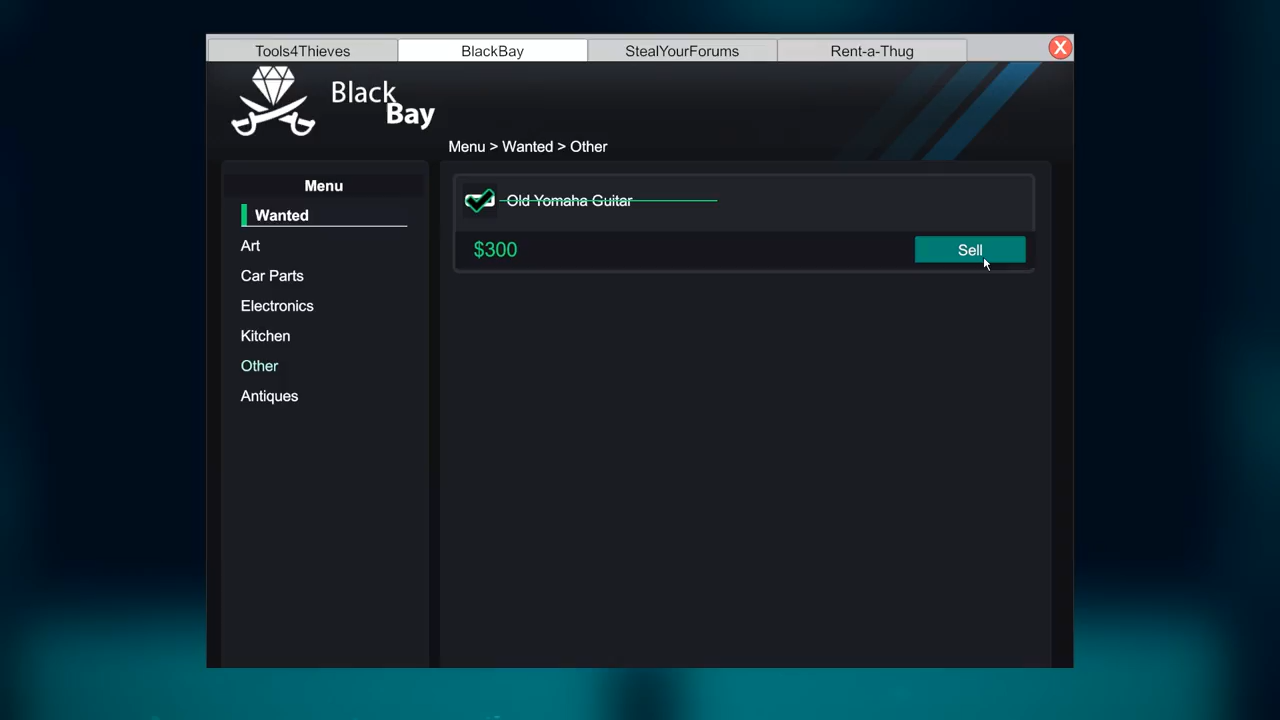 Tools4Thieves
BlackBay
StealYourForums
Rent-a-Thug
X
Black
Bay
Menu > Wanted > Other
Menu
Wanted
Art
Car Parts
Electronics
Kitchen
Other
Antiques
Old Yomaha Guitar
$300
Sell